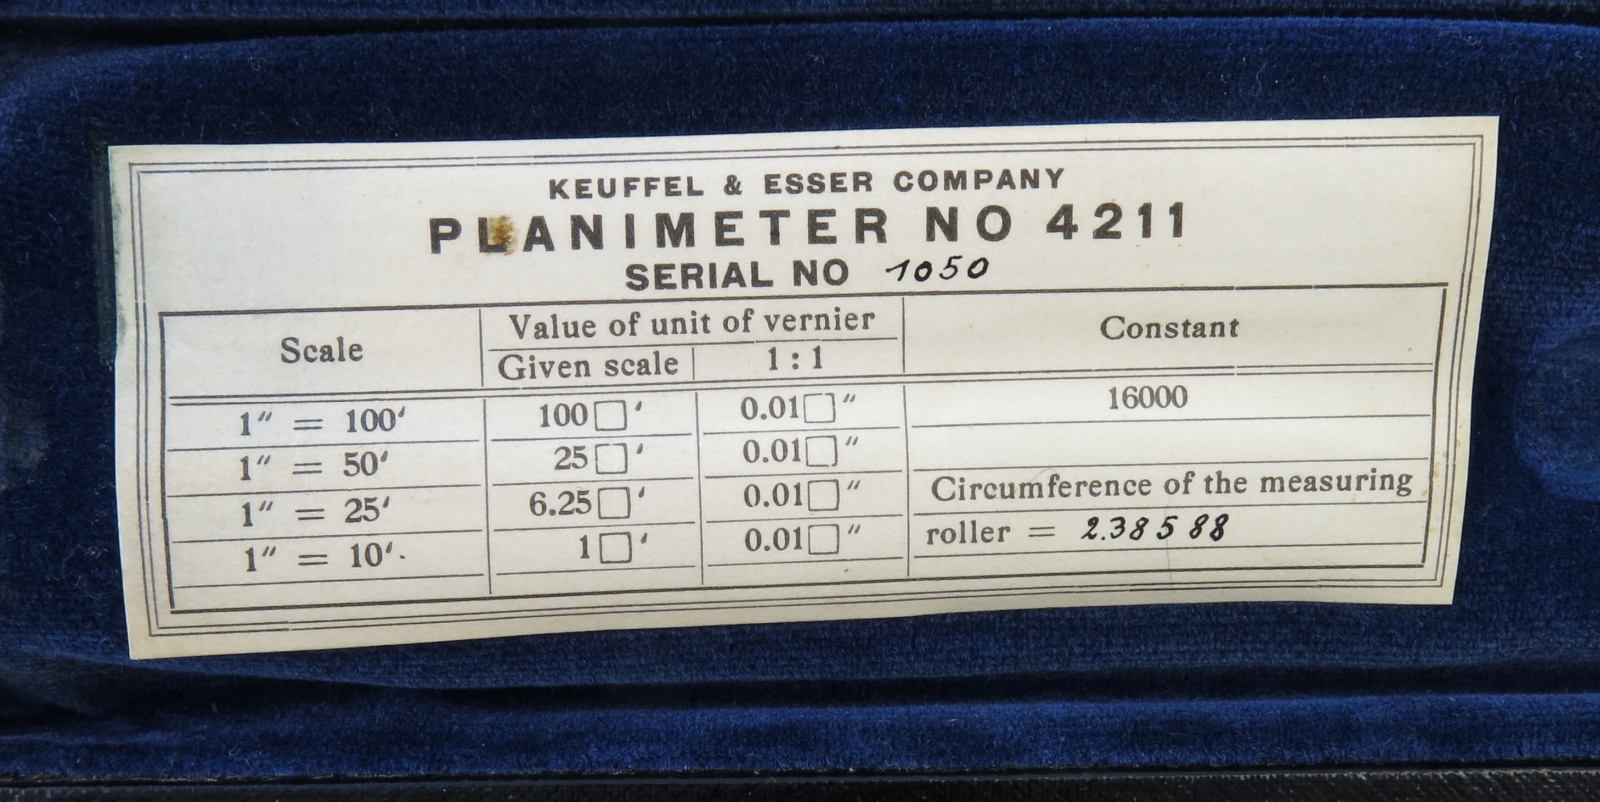 KEUFFEL & ESSER COMPANY
PLANIMETER NO 4211
SERIAL NO 1050
Scale
Value of unit of vernier
Given scale
1 : 1
Constant
1″ = 100′
100□′
0.01□″
16000
1″ = 50′
25□′
0.01□″
1″ = 25′
6.25□′
0.01□″
Circumference of the measuring
1″ = 10′.
1□′
0.01□″
roller = 2.38588